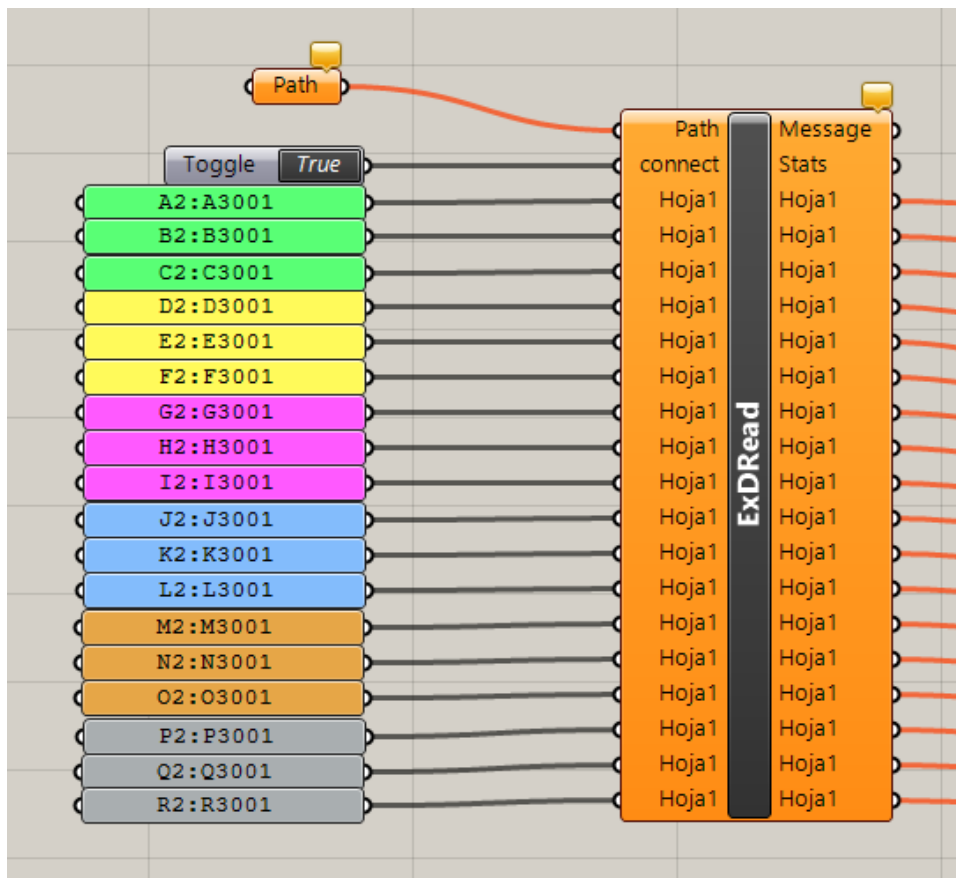 Path
Path Message
Toggle True connect Stats
A2:A3001 Hoja1 Hoja1
B2:B3001 Hoja1 Hoja1
C2:C3001 Hoja1 Hoja1
D2:D3001 Hoja1 Hoja1
E2:E3001 Hoja1 Hoja1
F2:F3001 Hoja1 Hoja1
G2:G3001 Hoja1 Hoja1
H2:H3001 Hoja1 Hoja1
I2:I3001 Hoja1 Hoja1
J2:J3001 Hoja1 Hoja1
K2:K3001 Hoja1 Hoja1
L2:L3001 Hoja1 Hoja1
M2:M3001 Hoja1 Hoja1
N2:N3001 Hoja1 Hoja1
O2:O3001 Hoja1 Hoja1
P2:P3001 Hoja1 Hoja1
Q2:Q3001 Hoja1 Hoja1
R2:R3001 Hoja1 Hoja1
ExDRead